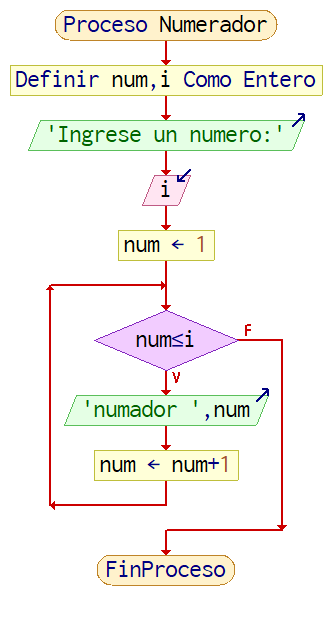 Proceso Numerador
Definir num,i Como Entero
'Ingrese un numero:'
i
num ← 1
num≤i
F
V
'numador ',num
num ← num+1
FinProceso